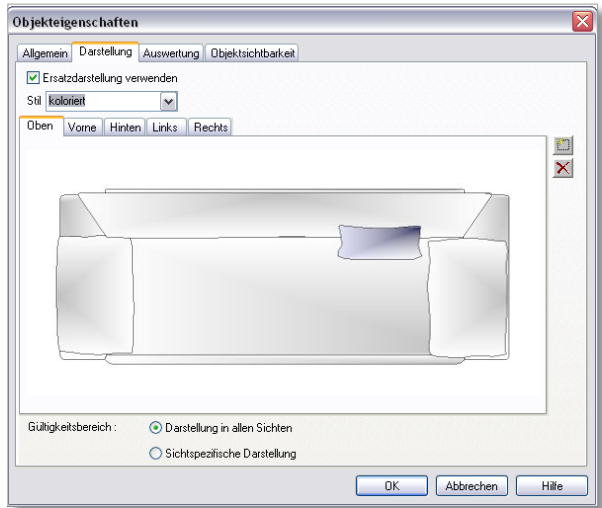 Objekteigenschaften
Allgemein Darstellung Auswertung Objektsichtbarkeit
Ersatzdarstellung verwenden
Stil koloriert
Oben Vorne Hinten Links Rechts
Gültigkeitsbereich : Darstellung in allen Sichten
Sichtspezifische Darstellung
OK Abbrechen Hilfe